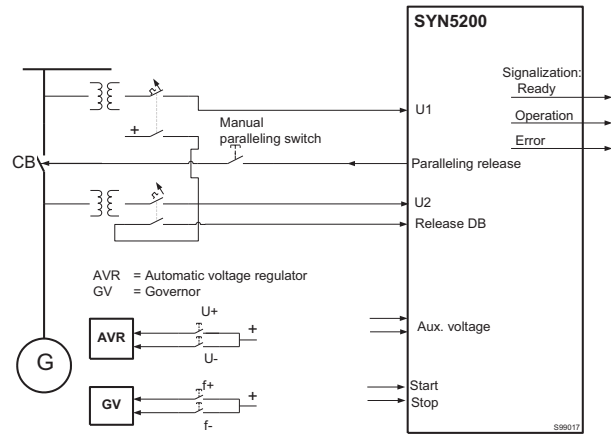 SYN5200
Signalization:
Ready
Operation
Error
U1
Manual
paralleling switch
+
CB
Paralleling release
U2
Release DB
AVR = Automatic voltage regulator
GV = Governor
U+
+
AVR
U-
Aux. voltage
G
f+
+
GV
f-
Start
Stop
S99017